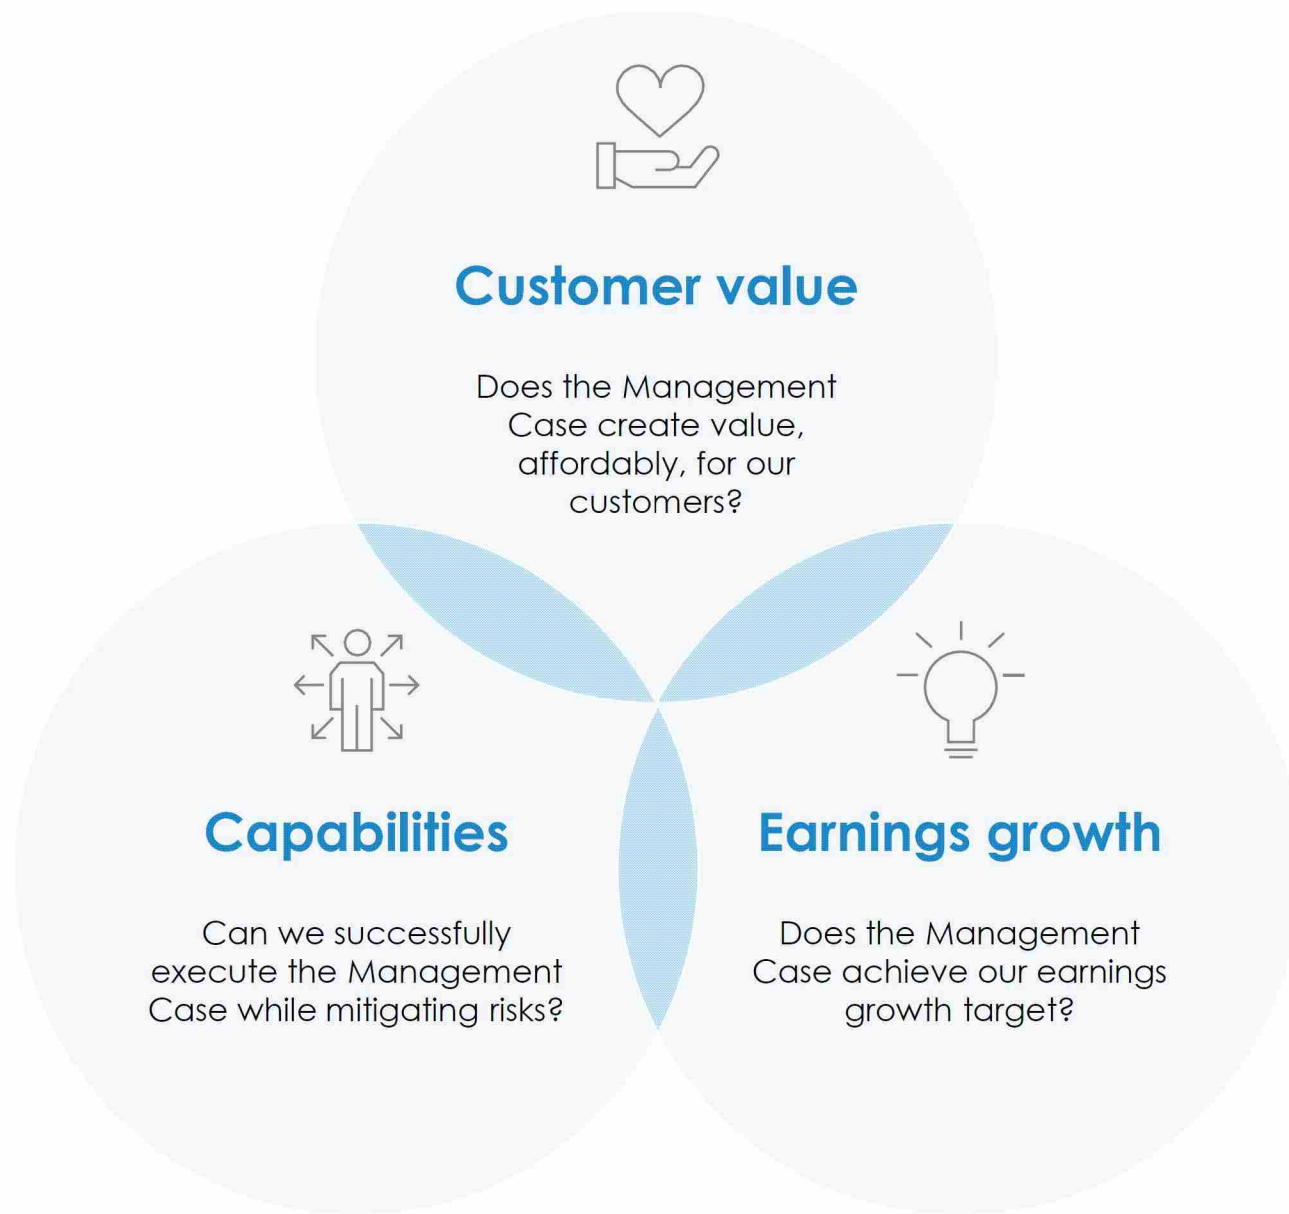 Customer value
Does the Management
Case create value,
affordably, for our
customers?
Capabilities
Can we successfully
execute the Management
Case while mitigating risks?
Earnings growth
Does the Management
Case achieve our earnings
growth target?